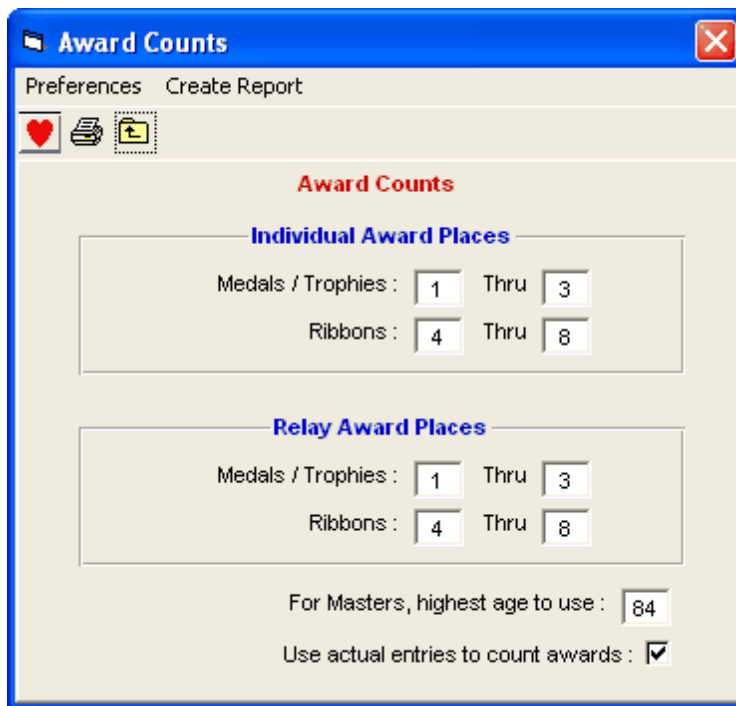 Award Counts
Preferences Create Report
Award Counts
Individual Award Places
Medals / Trophies : 1 Thru 3
Ribbons : 4 Thru 8
Relay Award Places
Medals / Trophies : 1 Thru 3
Ribbons : 4 Thru 8
For Masters, highest age to use : 84
Use actual entries to count awards :